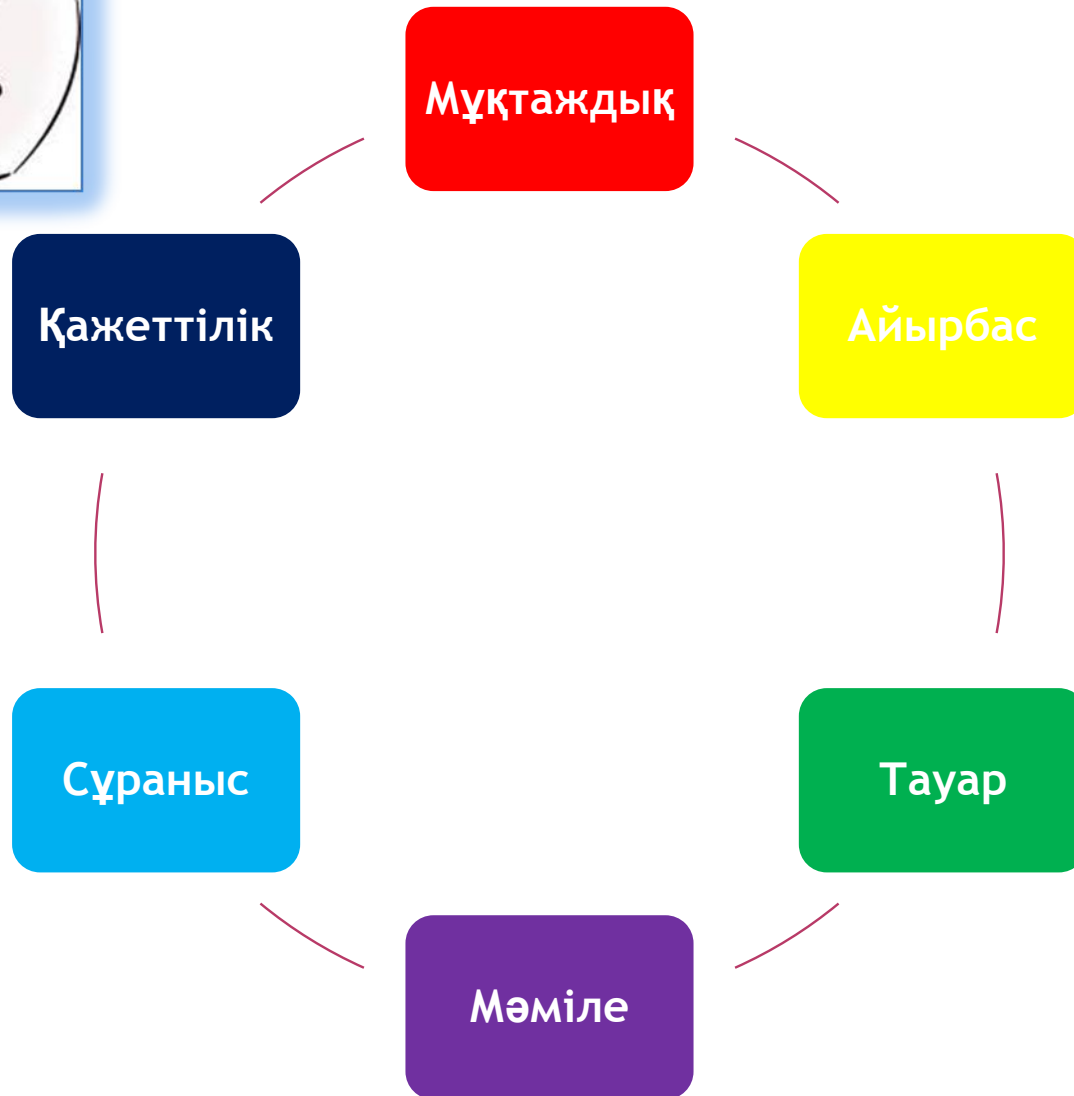 Мұқтаждық
Қажеттілік
Айырбас
Сұраныс
Тауар
Мәміле